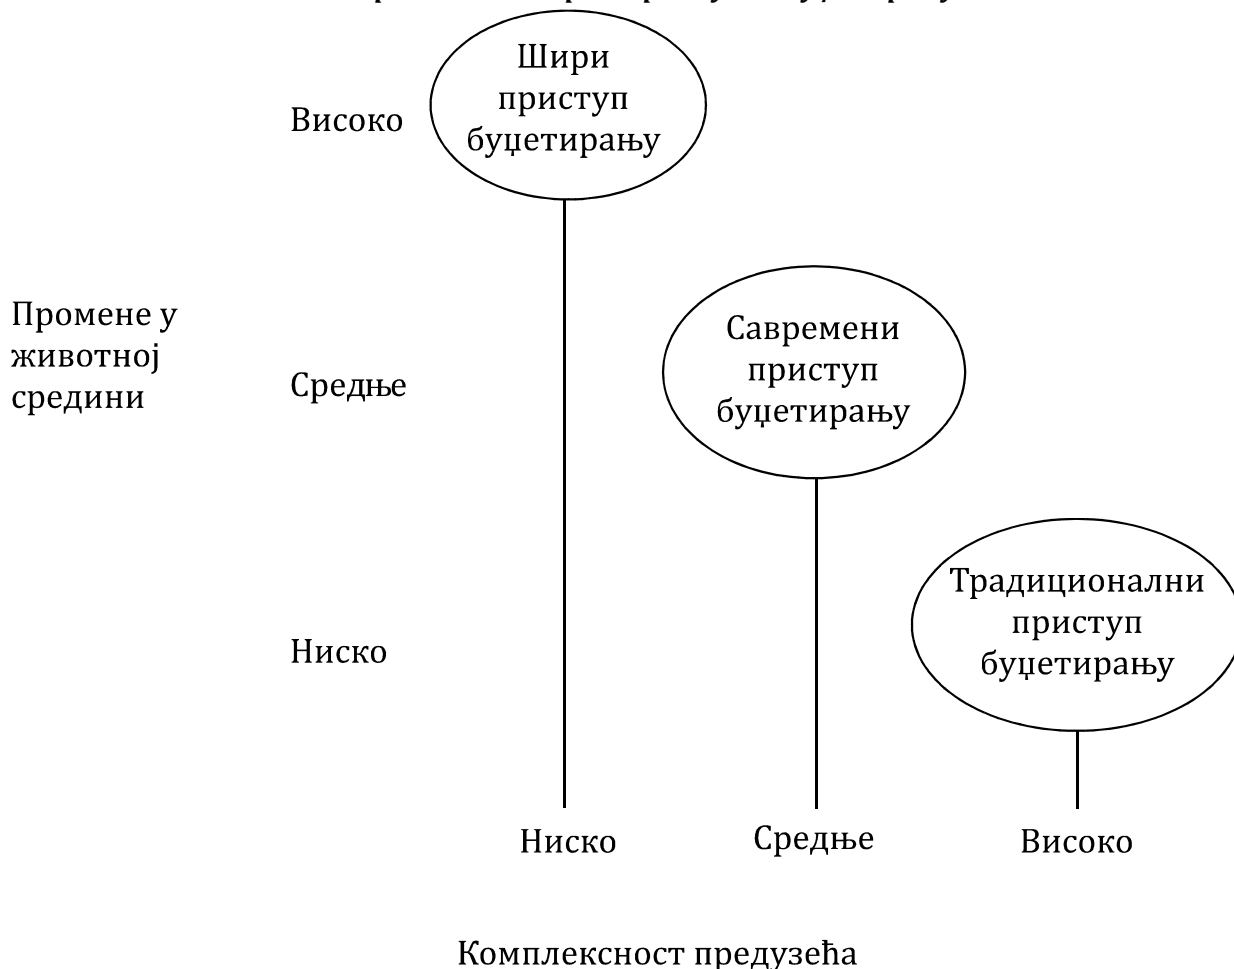 Шири
приступ
буџетирању
Високо
Промене у
животној
средини
Средње
Савремени
приступ
буџетирању
Ниско
Традиционални
приступ
буџетирању
Ниско
Средње
Високо
Комплексност предузећа